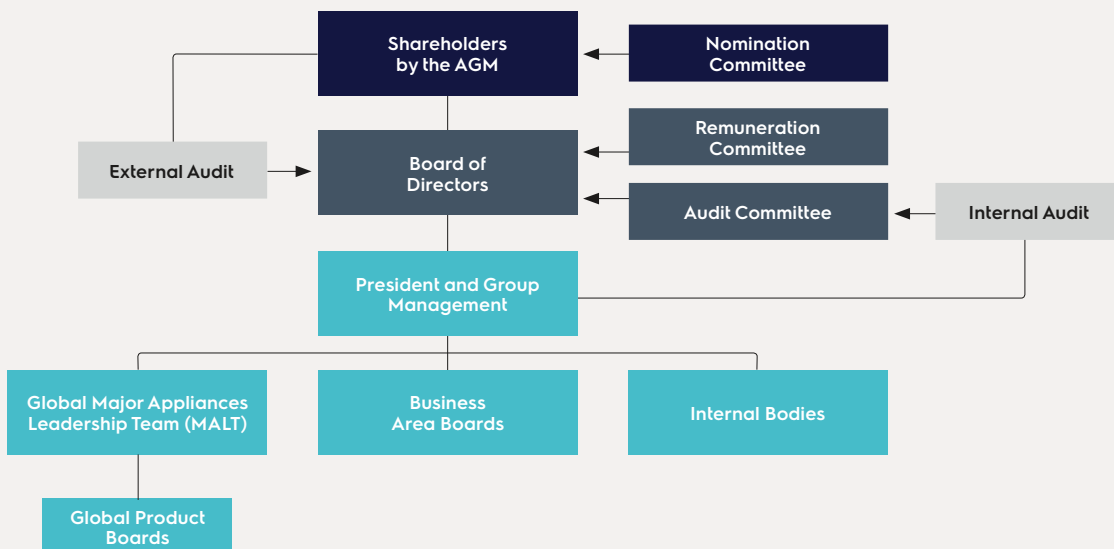 Shareholders
by the AGM
Nomination
Committee
Remuneration
Committee
External Audit
Board of
Directors
Audit Committee
Internal Audit
President and Group
Management
Global Major Appliances
Leadership Team (MALT)
Business
Area Boards
Internal Bodies
Global Product
Boards